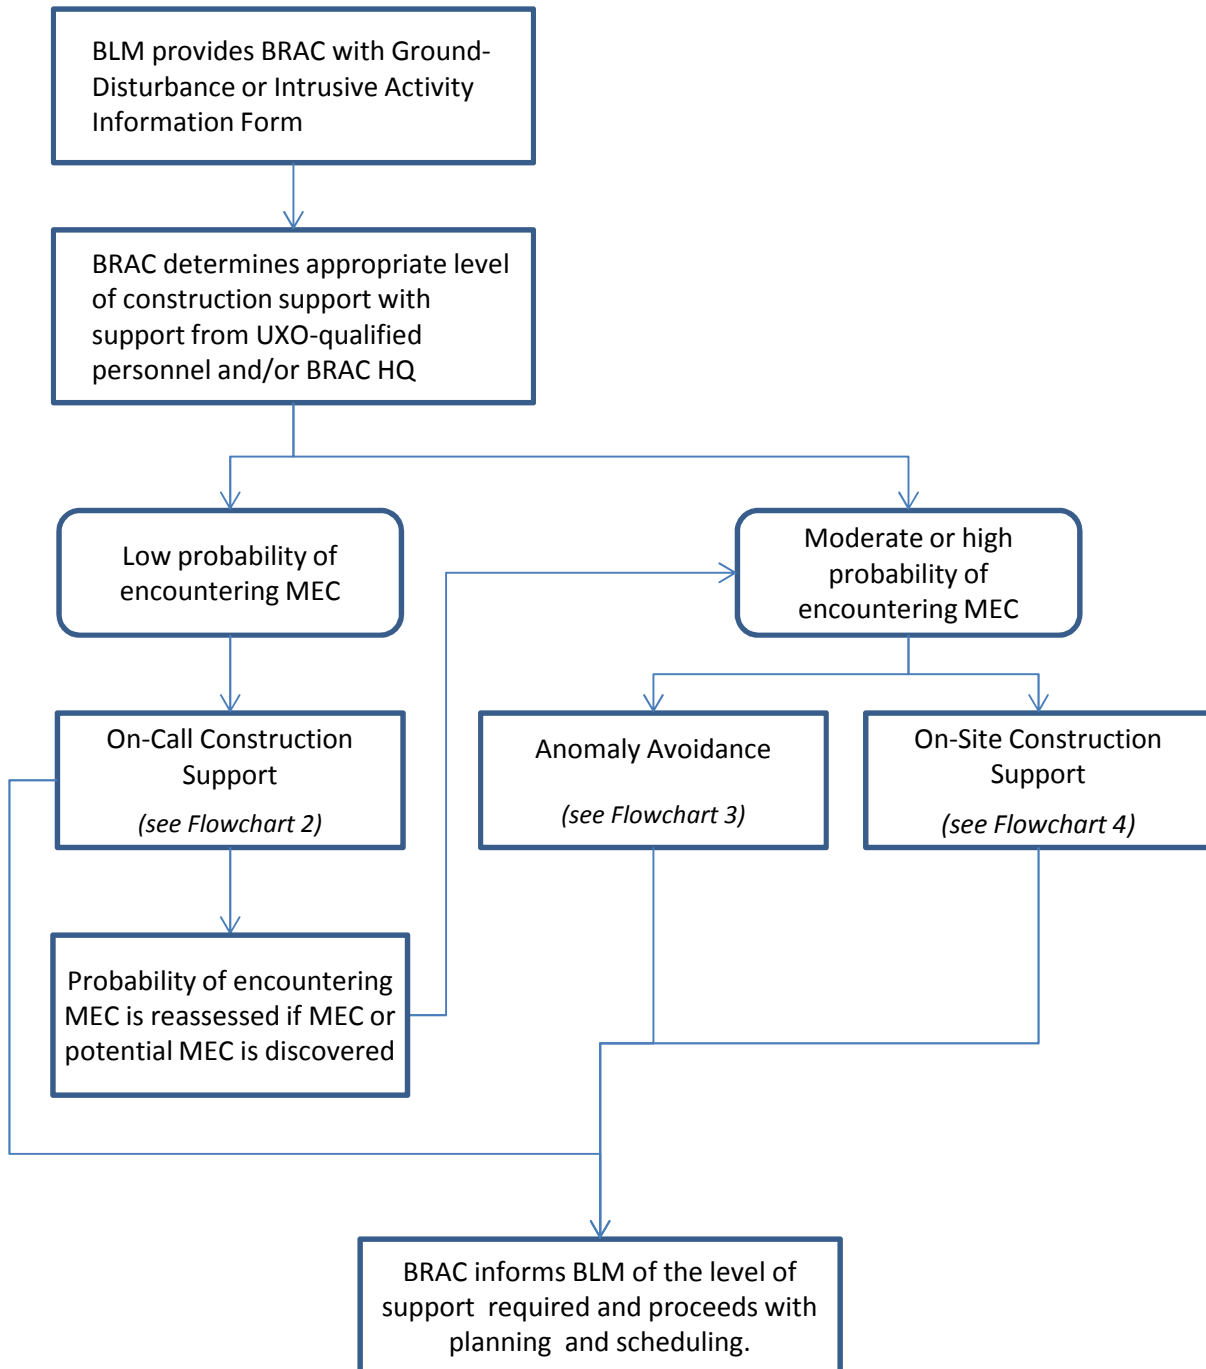 BLM provides BRAC with Ground-
Disturbance or Intrusive Activity
Information Form
BRAC determines appropriate level
of construction support with
support from UXO-qualified
personnel and/or BRAC HQ
Low probability of
encountering MEC
Moderate or high
probability of
encountering MEC
On-Call Construction
Support
(see Flowchart 2)
Anomaly Avoidance
(see Flowchart 3)
On-Site Construction
Support
(see Flowchart 4)
Probability of encountering
MEC is reassessed if MEC or
potential MEC is discovered
BRAC informs BLM of the level of
support required and proceeds with
planning and scheduling.